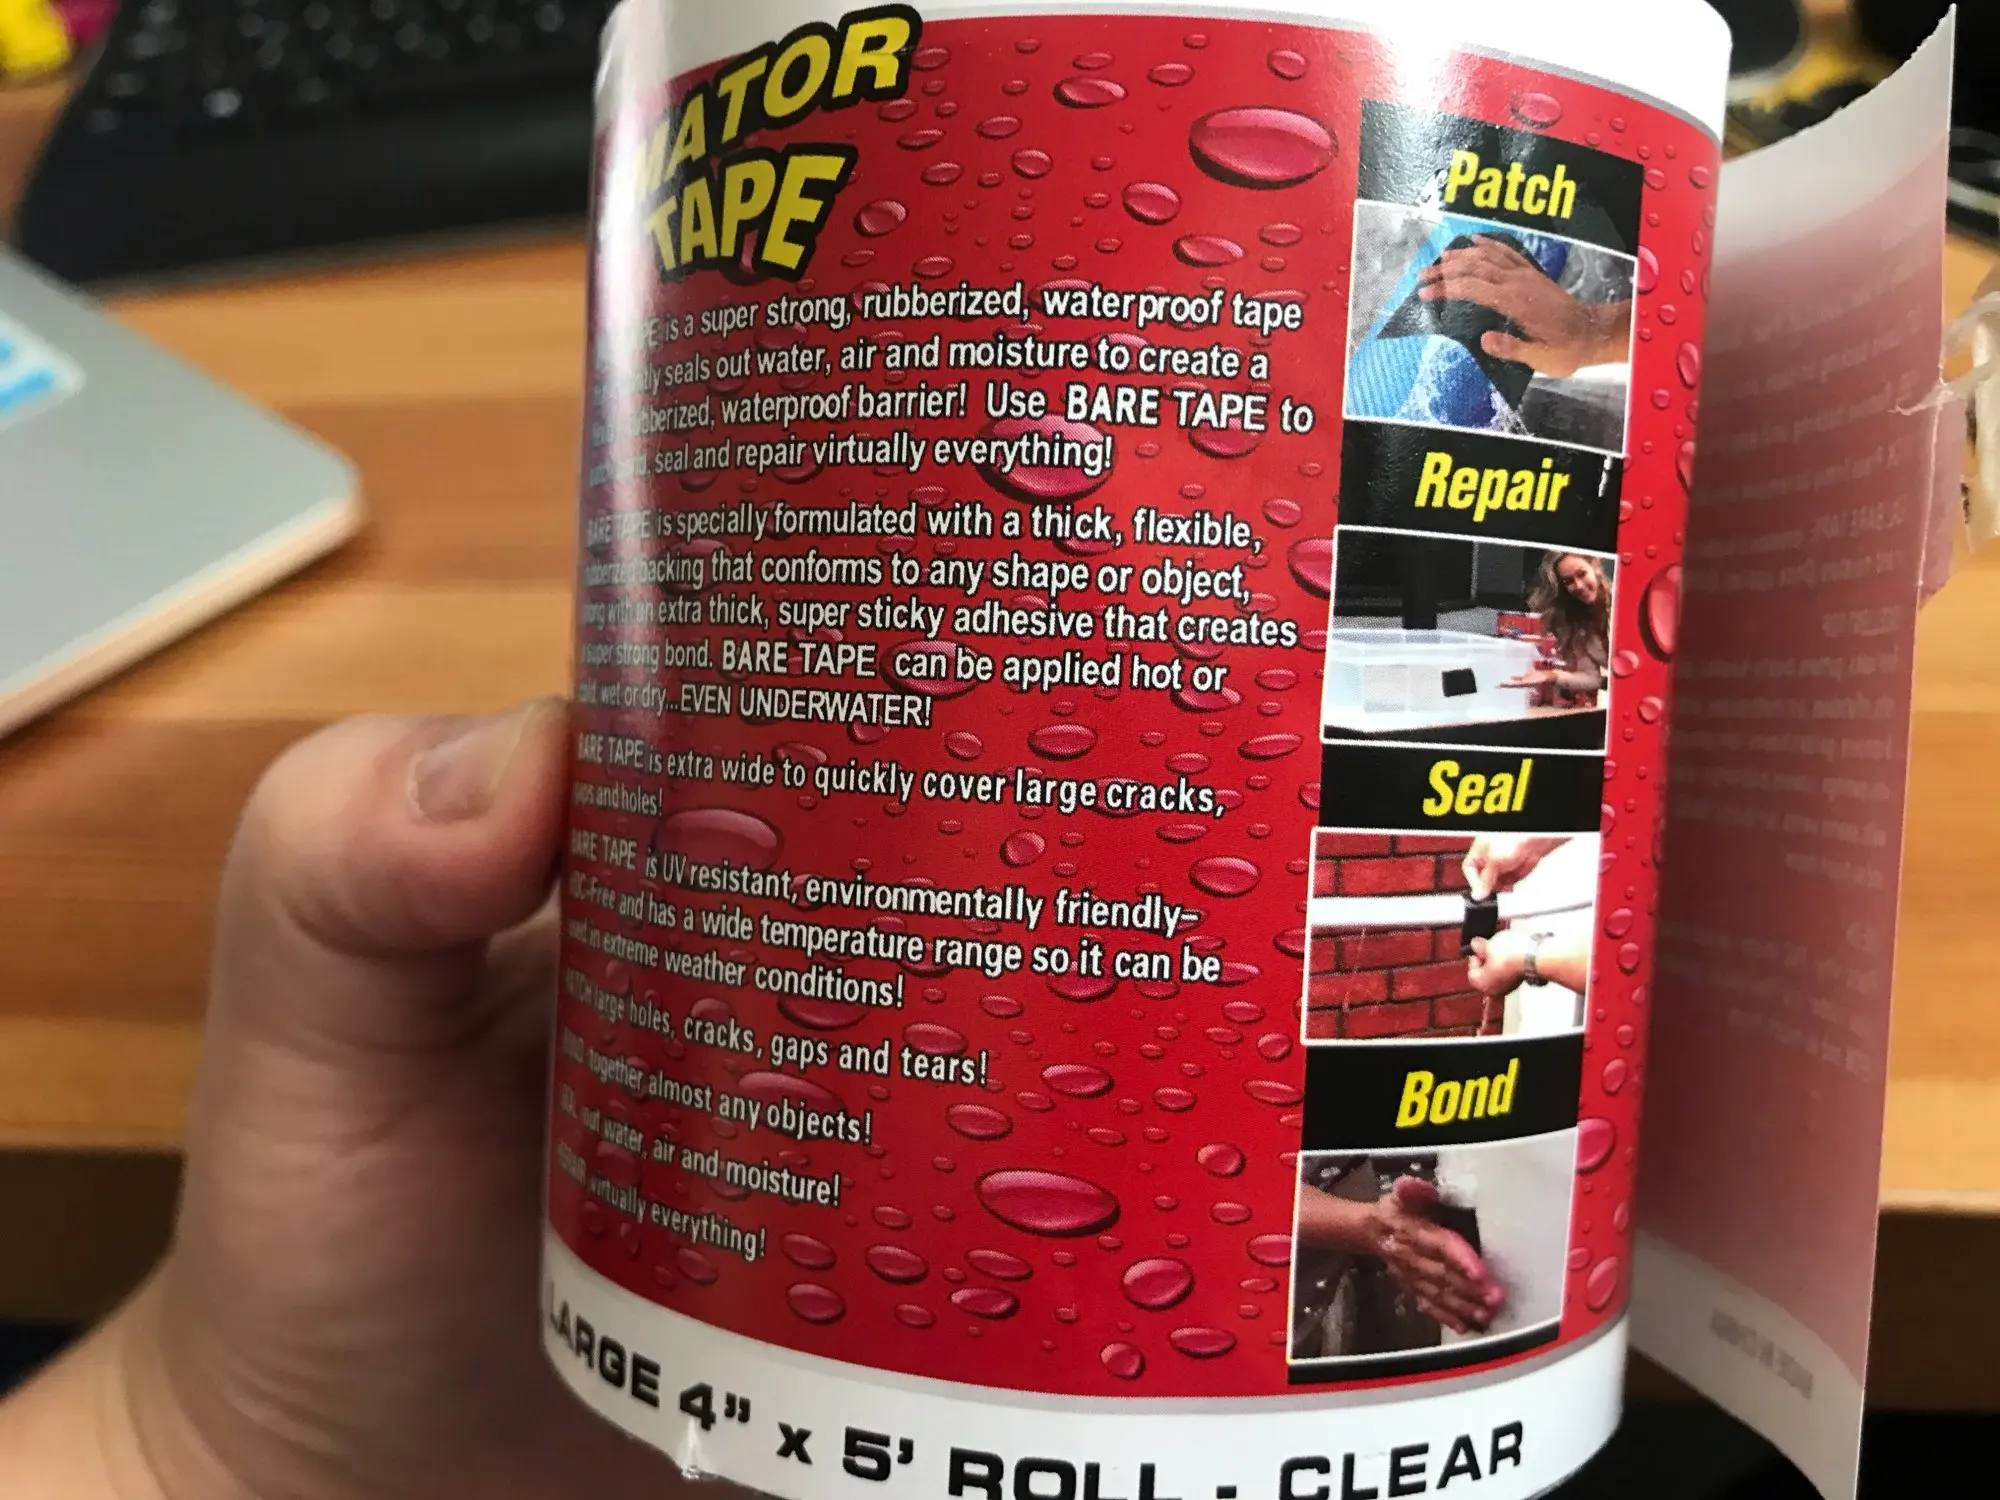 MATOR
TAPE
is a super strong, rubberized, waterproof tape
seals out water, air and moisture to create a
waterproof barrier! Use BARE TAPE to
seal and repair virtually everything!
BARE TAPE is specially formulated with a thick, flexible,
backing that conforms to any shape or object,
with an extra thick, super sticky adhesive that creates
super strong bond. BARE TAPE can be applied hot or
cold, wet or dry...EVEN UNDERWATER!
BARE TAPE is extra wide to quickly cover large cracks,
gaps and holes!
BARE TAPE is UV resistant, environmentally friendly-
VOC-Free and has a wide temperature range so it can be
used in extreme weather conditions!
PATCH large holes, cracks, gaps and tears!
together almost any objects!
out water, air and moisture!
virtually everything!
Patch
Repair
Seal
Bond
LARGE 4" x 5' ROLL - CLEAR